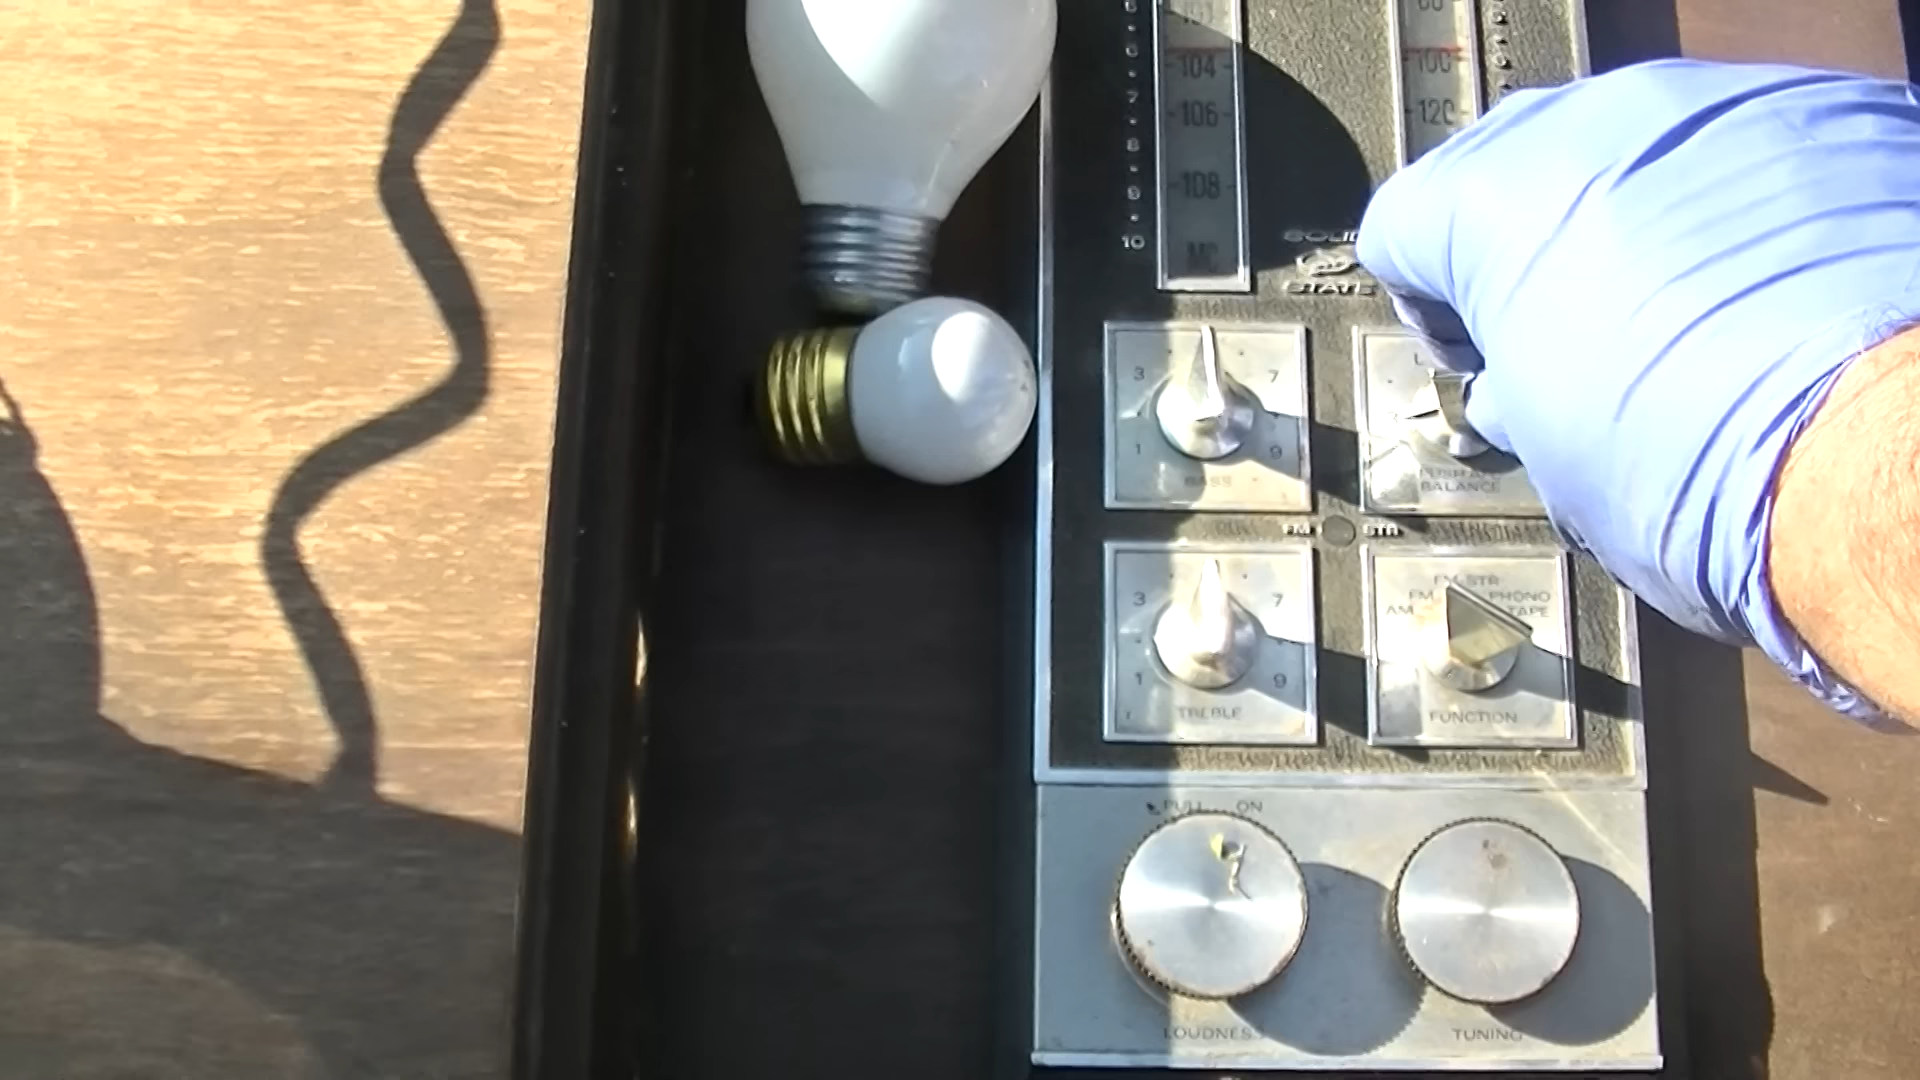 6
7
8
9
10
104
106
108
MC
100
120
SOLID
STATE
3 7
1 9
BASS
L
BALANCE
FM STR
3 7
1 9
TREBLE
FM STR
FM PHONO
AM TAPE
FUNCTION
PULL... ON
LOUDNESS
TUNING